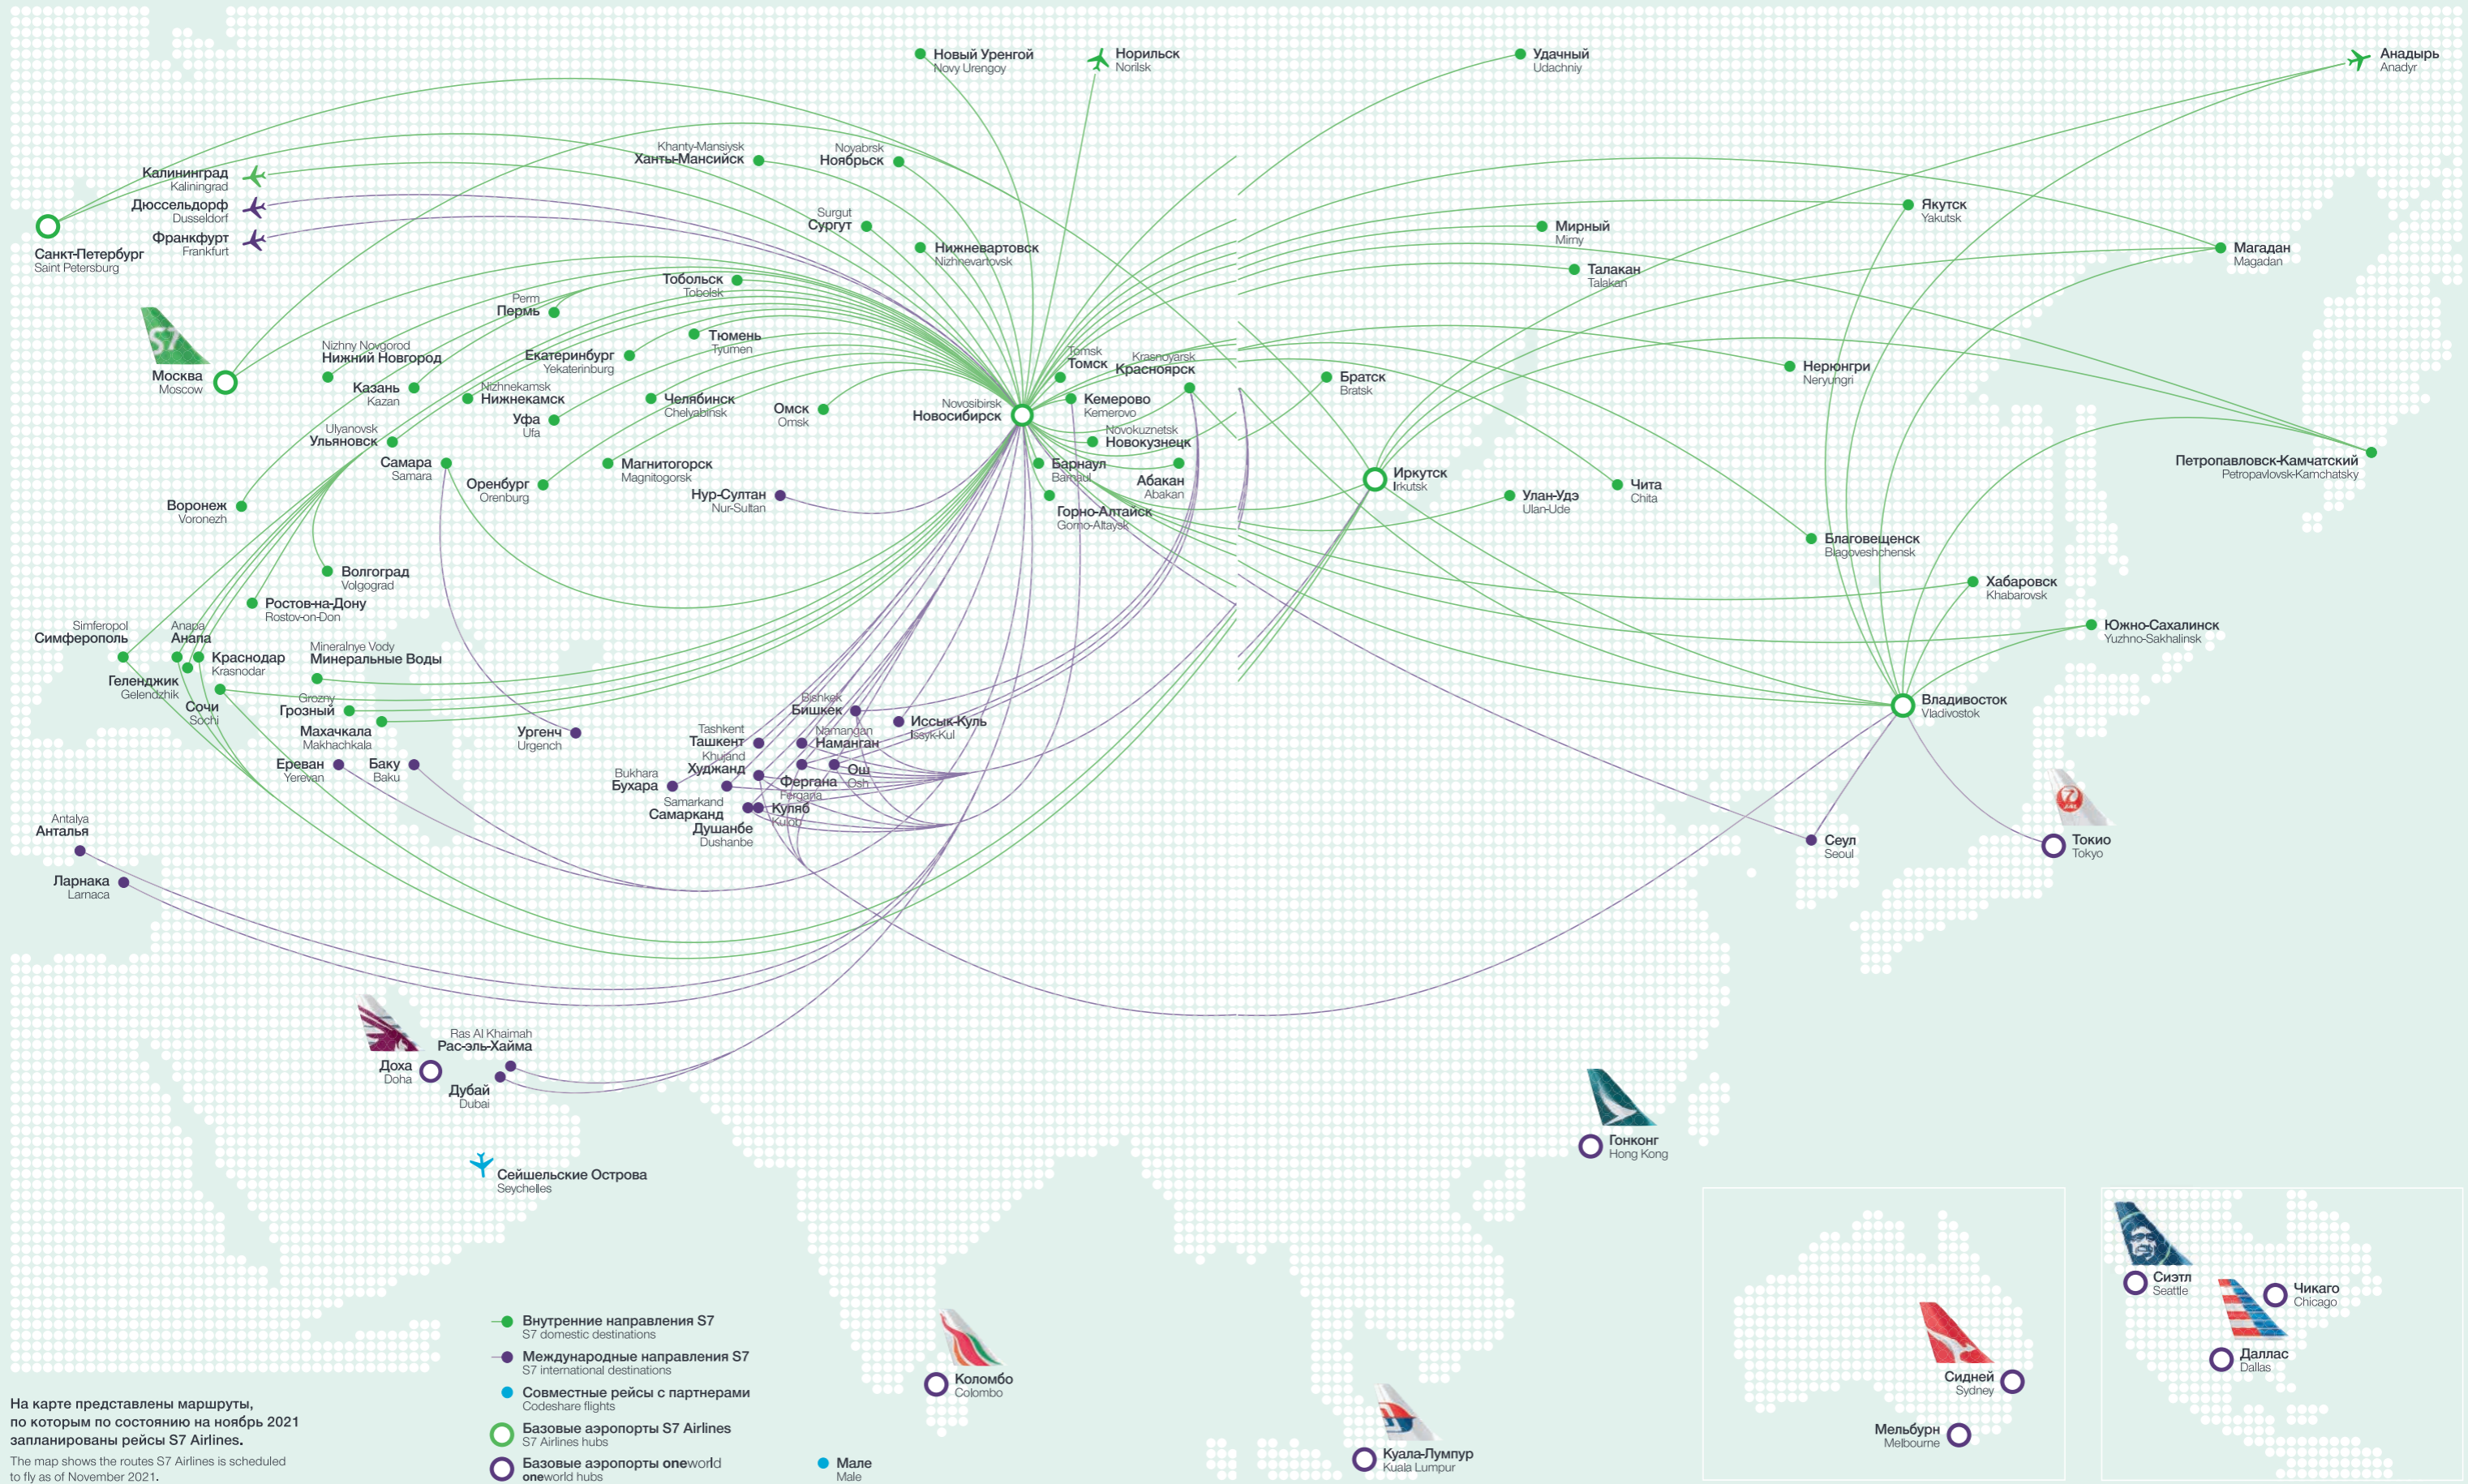 Новый Уренгой
Novy Urengoy
Норильск
Norilsk
Удачный
Udachniy
Анадырь
Anadyr
Khanty-Mansiysk
Ханты-Мансийск
Noyabrsk
Ноябрьск
Калининград
Kaliningrad
Дюссельдорф
Dusseldorf
Франкфурт
Frankfurt
Санкт-Петербург
Saint Petersburg
Surgut
Сургут
Нижневартовск
Nizhnevartovsk
Мирный
Mirny
Талакан
Talakan
Якутск
Yakutsk
Магадан
Magadan
Тобольск
Tobolsk
Perm
Пермь
S7
Москва
Moscow
Nizhny Novgorod
Нижний Новгород
Казань
Kazan
Тюмень
Tyumen
Екатеринбург
Yekaterinburg
Nizhnekamsk
Нижнекамск
Челябинск
Chelyabinsk
Уфа
Ufa
Омск
Omsk
Novosibirsk
Новосибирск
Tomsk
Томск
Krasnoyarsk
Красноярск
Кемерово
Kemerovo
Novokuznetsk
Новокузнецк
Братск
Bratsk
Нерюнгри
Neryungri
Ulyanovsk
Ульяновск
Самара
Samara
Оренбург
Orenburg
Магнитогорск
Magnitogorsk
Нур-Султан
Nur-Sultan
Барнаул
Barnaul
Абакан
Abakan
Горно-Алтайск
Gorno-Altaysk
Иркутск
Irkutsk
Улан-Удэ
Ulan-Ude
Чита
Chita
Петропавловск-Камчатский
Petropavlovsk-Kamchatsky
Воронеж
Voronezh
Благовещенск
Blagoveshchensk
Волгоград
Volgograd
Хабаровск
Khabarovsk
Ростов-на-Дону
Rostov-on-Don
Simferopol
Симферополь
Anapa
Анапа
Краснодар
Krasnodar
Mineralnye Vody
Минеральные Воды
Южно-Сахалинск
Yuzhno-Sakhalinsk
Геленджик
Gelendzhik
Сочи
Sochi
Grozny
Грозный
Махачкала
Makhachkala
Ургенч
Urgench
Bishkek
Бишкек
Иссык-Куль
Issyk-Kul
Владивосток
Vladivostok
Tashkent
Ташкент
Namangan
Наманган
Khujand
Худжанд
Ош
Osh
Ереван
Yerevan
Баку
Baku
Bukhara
Бухара
Фергана
Fergana
Samarkand
Самарканд
Куляб
Kulob
Душанбе
Dushanbe
Antalya
Анталья
Ларнака
Larnaca
Сеул
Seoul
JAL
Токио
Tokyo
Ras Al Khaimah
Рас-эль-Хайма
Доха
Doha
Дубай
Dubai
Гонконг
Hong Kong
Сейшельские Острова
Seychelles
Сиэтл
Seattle
Чикаго
Chicago
Даллас
Dallas
Сидней
Sydney
Мельбурн
Melbourne
Коломбо
Colombo
Куала-Лумпур
Kuala Lumpur
Мале
Male
Внутренние направления S7
S7 domestic destinations
Международные направления S7
S7 international destinations
Совместные рейсы с партнерами
Codeshare flights
Базовые аэропорты S7 Airlines
S7 Airlines hubs
Базовые аэропорты oneworld
oneworld hubs
На карте представлены маршруты,
по которым по состоянию на ноябрь 2021
запланированы рейсы S7 Airlines.
The map shows the routes S7 Airlines is scheduled
to fly as of November 2021.